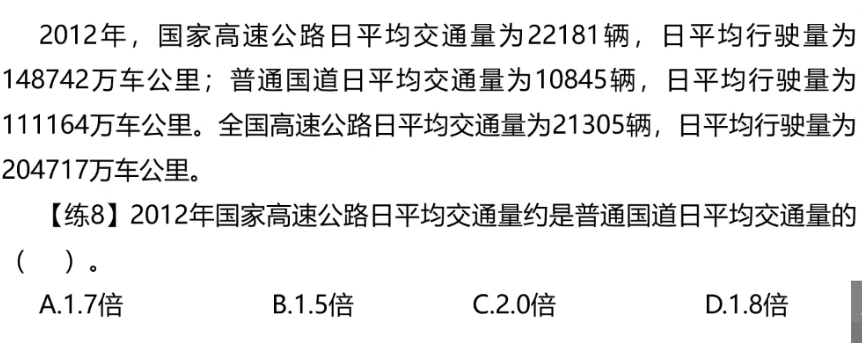 2012年，国家高速公路日平均交通量为22181辆，日平均行驶量为
148742万车公里；普通国道日平均交通量为10845辆，日平均行驶量为
111164万车公里。全国高速公路日平均交通量为21305辆，日平均行驶量为
204717万车公里。
【练8】2012年国家高速公路日平均交通量约是普通国道日平均交通量的
（ ）。
A.1.7倍 B.1.5倍 C.2.0倍 D.1.8倍